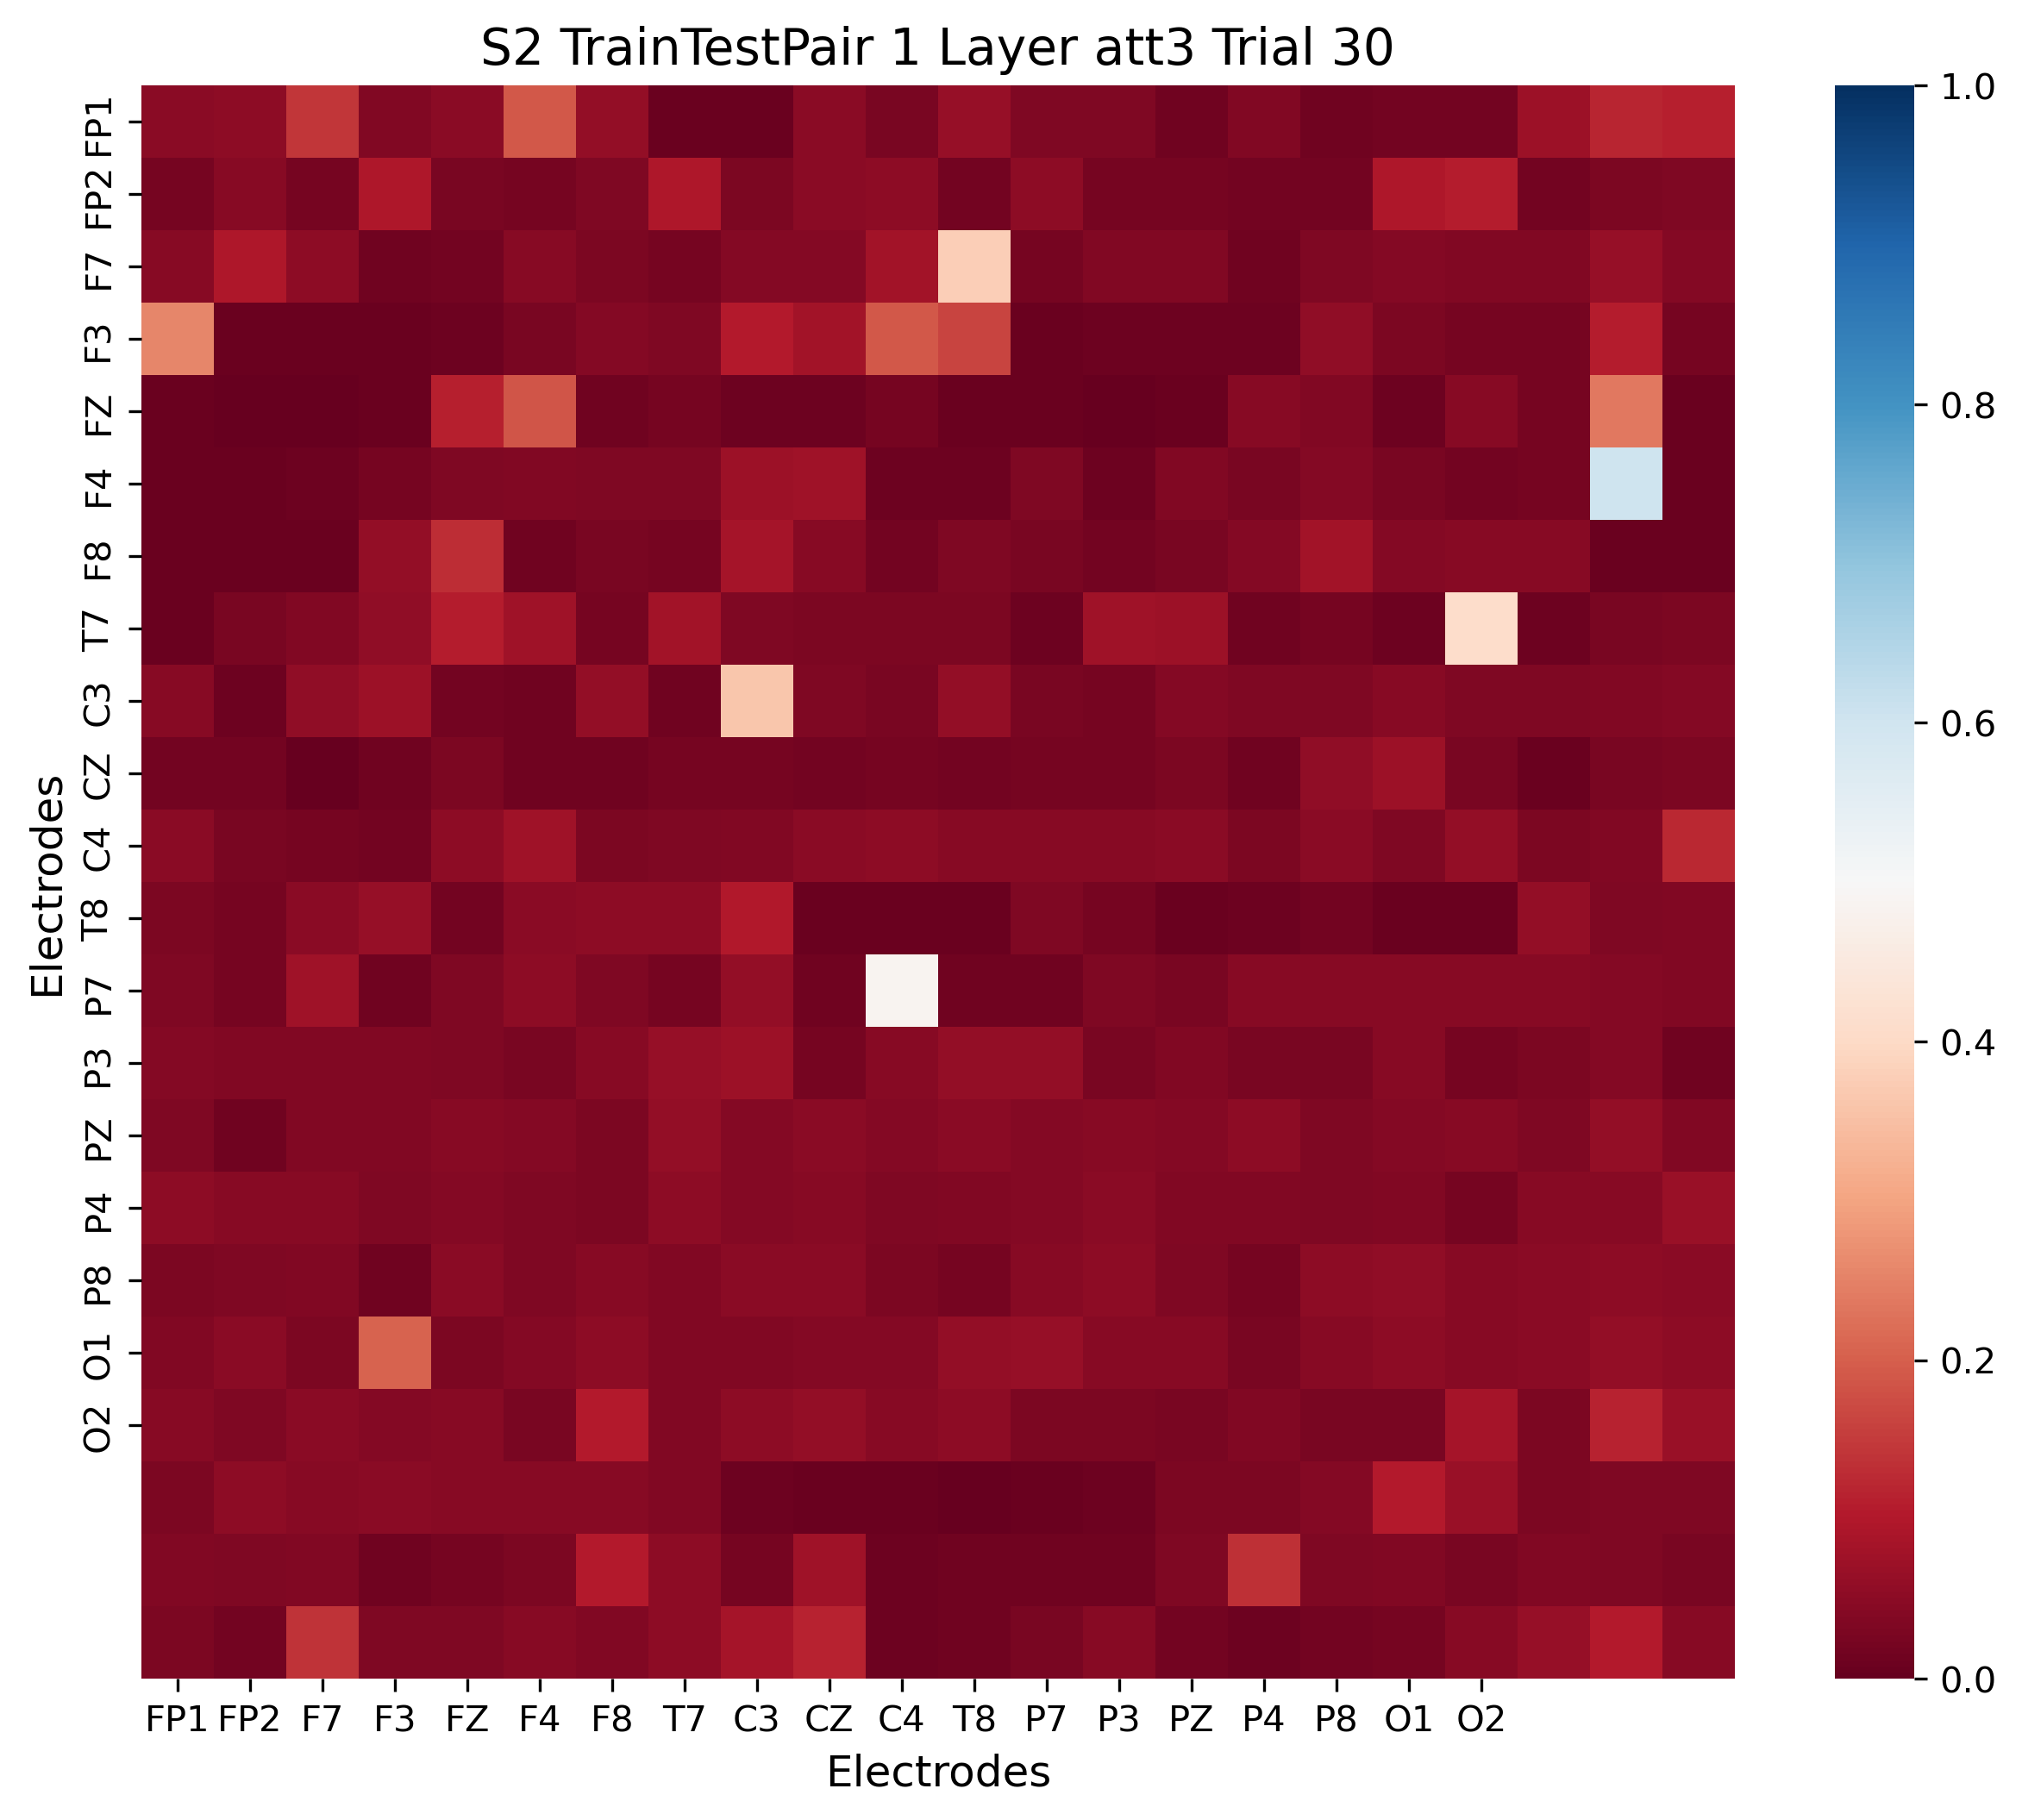 S2 TrainTestPair 1 Layer att3 Trial 30
Electrodes
FP1
FP2
F7
F3
FZ
F4
F8
T7
C3
CZ
C4
T8
P7
P3
PZ
P4
P8
O1
O2
FP1 FP2 F7 F3 FZ F4 F8 T7 C3 CZ C4 T8 P7 P3 PZ P4 P8 O1 O2
Electrodes
1.0
0.8
0.6
0.4
0.2
0.0